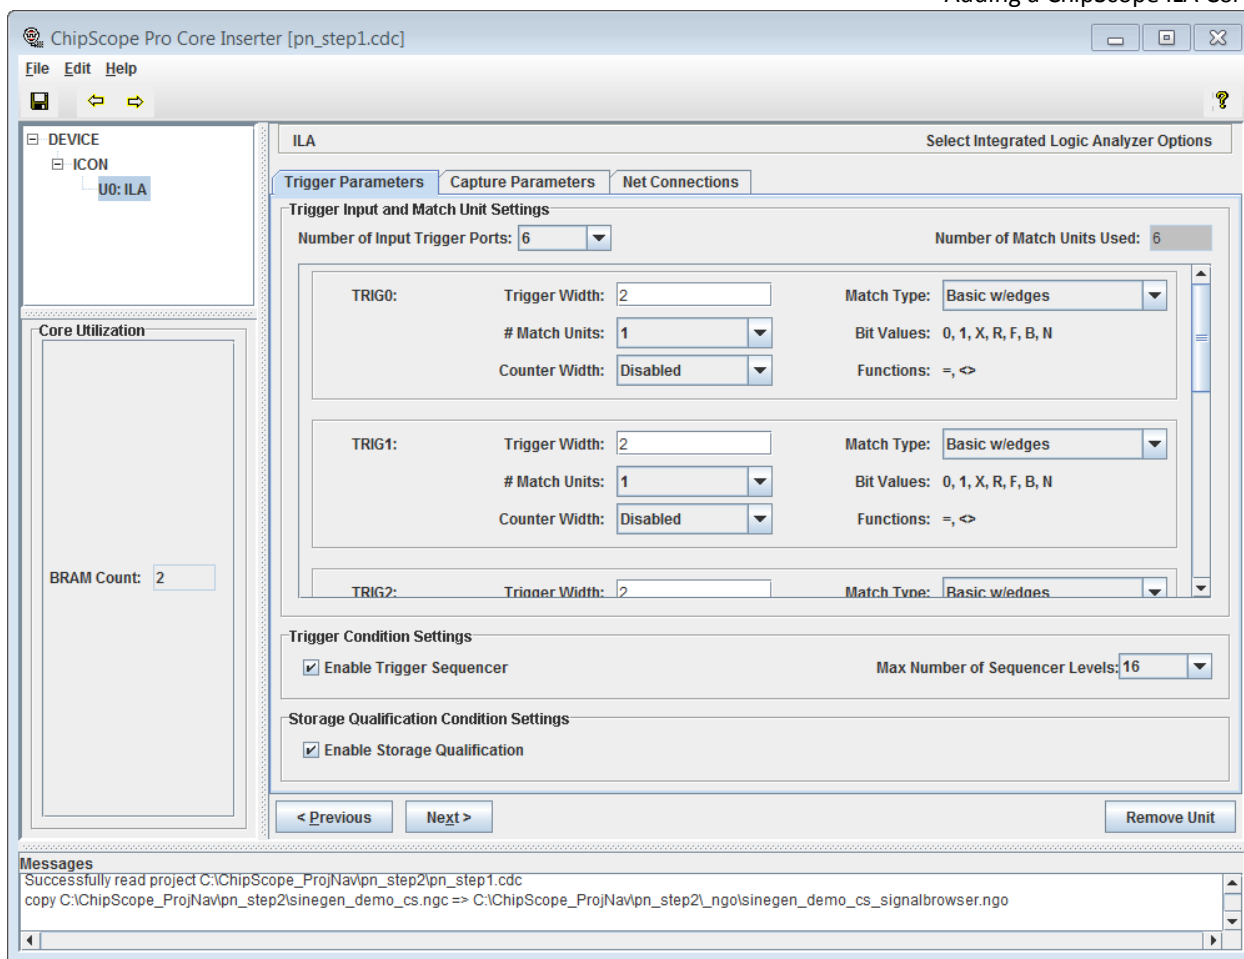 Adding a ChipScope ILA Cor
ChipScope Pro Core Inserter [pn_step1.cdc]
File Edit Help
DEVICE
ICON
U0: ILA
ILA
Select Integrated Logic Analyzer Options
Trigger Parameters
Capture Parameters
Net Connections
Trigger Input and Match Unit Settings
Number of Input Trigger Ports: 6
Number of Match Units Used: 6
TRIG0: Trigger Width: 2 Match Type: Basic w/edges
# Match Units: 1 Bit Values: 0, 1, X, R, F, B, N
Counter Width: Disabled Functions: =, <>
TRIG1: Trigger Width: 2 Match Type: Basic w/edges
# Match Units: 1 Bit Values: 0, 1, X, R, F, B, N
Counter Width: Disabled Functions: =, <>
TRIG2: Trigger Width: 2 Match Type: Basic w/edges
Core Utilization
BRAM Count: 2
Trigger Condition Settings
Enable Trigger Sequencer
Max Number of Sequencer Levels: 16
Storage Qualification Condition Settings
Enable Storage Qualification
< Previous
Next >
Remove Unit
Messages
Successfully read project C:\ChipScope_ProjNav\pn_step2\pn_step1.cdc
copy C:\ChipScope_ProjNav\pn_step2\sinegen_demo_cs.ngc => C:\ChipScope_ProjNav\pn_step2\_ngo\sinegen_demo_cs_signalbrowser.ngo